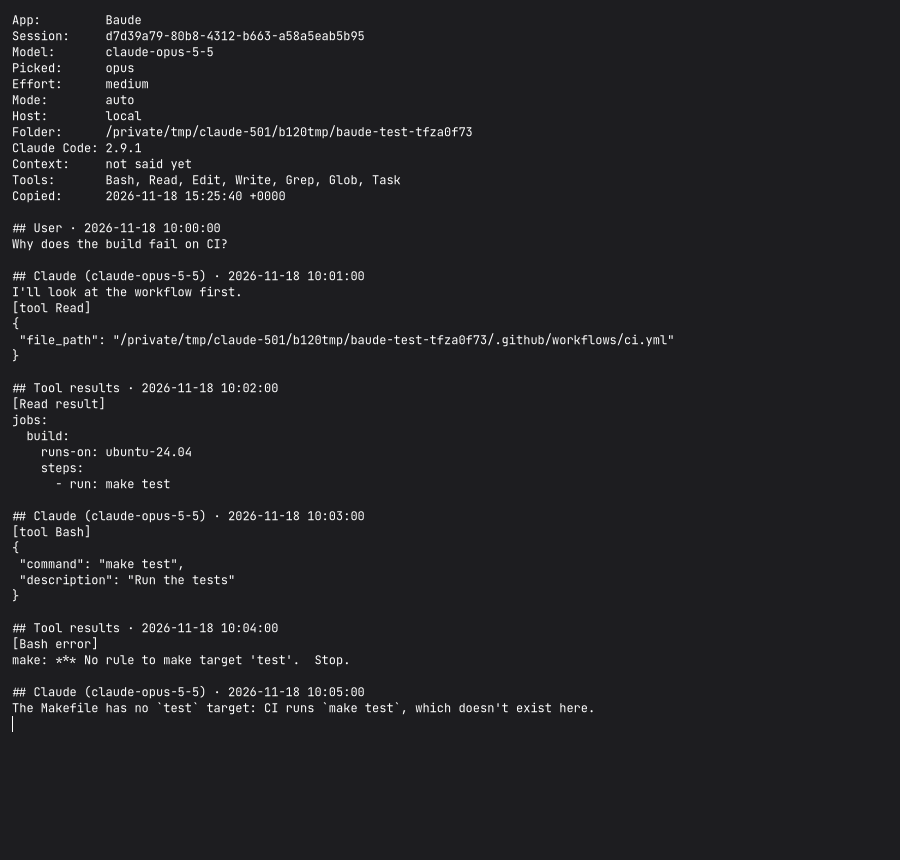 App:         Baude
Session:     d7d39a79-80b8-4312-b663-a58a5eab5b95
Model:       claude-opus-5-5
Picked:      opus
Effort:      medium
Mode:        auto
Host:        local
Folder:      /private/tmp/claude-501/b120tmp/baude-test-tfza0f73
Claude Code: 2.9.1
Context:     not said yet
Tools:       Bash, Read, Edit, Write, Grep, Glob, Task
Copied:      2026-11-18 15:25:40 +0000

## User · 2026-11-18 10:00:00
Why does the build fail on CI?

## Claude (claude-opus-5-5) · 2026-11-18 10:01:00
I'll look at the workflow first.
[tool Read]
{
 "file_path": "/private/tmp/claude-501/b120tmp/baude-test-tfza0f73/.github/workflows/ci.yml"
}

## Tool results · 2026-11-18 10:02:00
[Read result]
jobs:
  build:
    runs-on: ubuntu-24.04
    steps:
      - run: make test

## Claude (claude-opus-5-5) · 2026-11-18 10:03:00
[tool Bash]
{
 "command": "make test",
 "description": "Run the tests"
}

## Tool results · 2026-11-18 10:04:00
[Bash error]
make: *** No rule to make target 'test'.  Stop.

## Claude (claude-opus-5-5) · 2026-11-18 10:05:00
The Makefile has no `test` target: CI runs `make test`, which doesn't exist here.